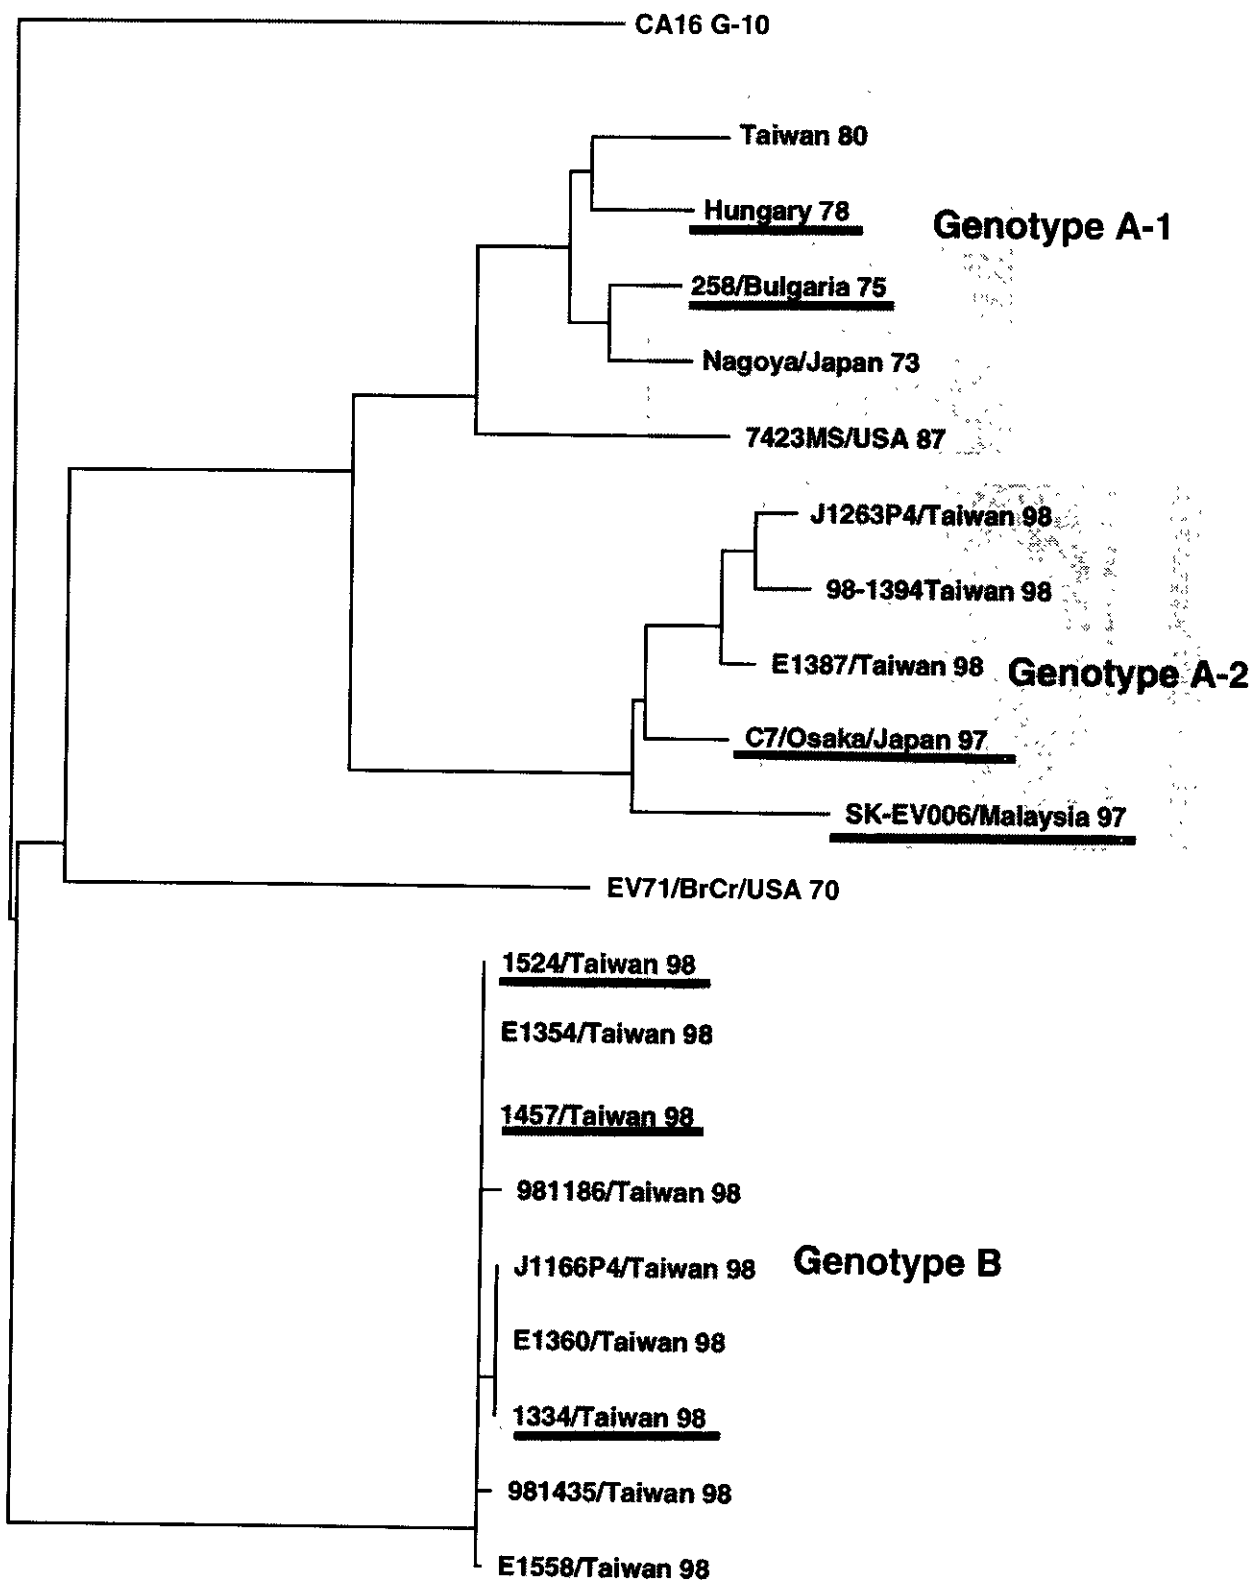 CA16 G-10
Taiwan 80
Hungary 78
Genotype A-1
258/Bulgaria 75
Nagoya/Japan 73
7423MS/USA 87
J1263P4/Taiwan 98
98-1394Taiwan 98
E1387/Taiwan 98
Genotype A-2
C7/Osaka/Japan 97
SK-EV006/Malaysia 97
EV71/BrCr/USA 70
1524/Taiwan 98
E1354/Taiwan 98
1457/Taiwan 98
981186/Taiwan 98
J1166P4/Taiwan 98
Genotype B
E1360/Taiwan 98
1334/Taiwan 98
981435/Taiwan 98
E1558/Taiwan 98